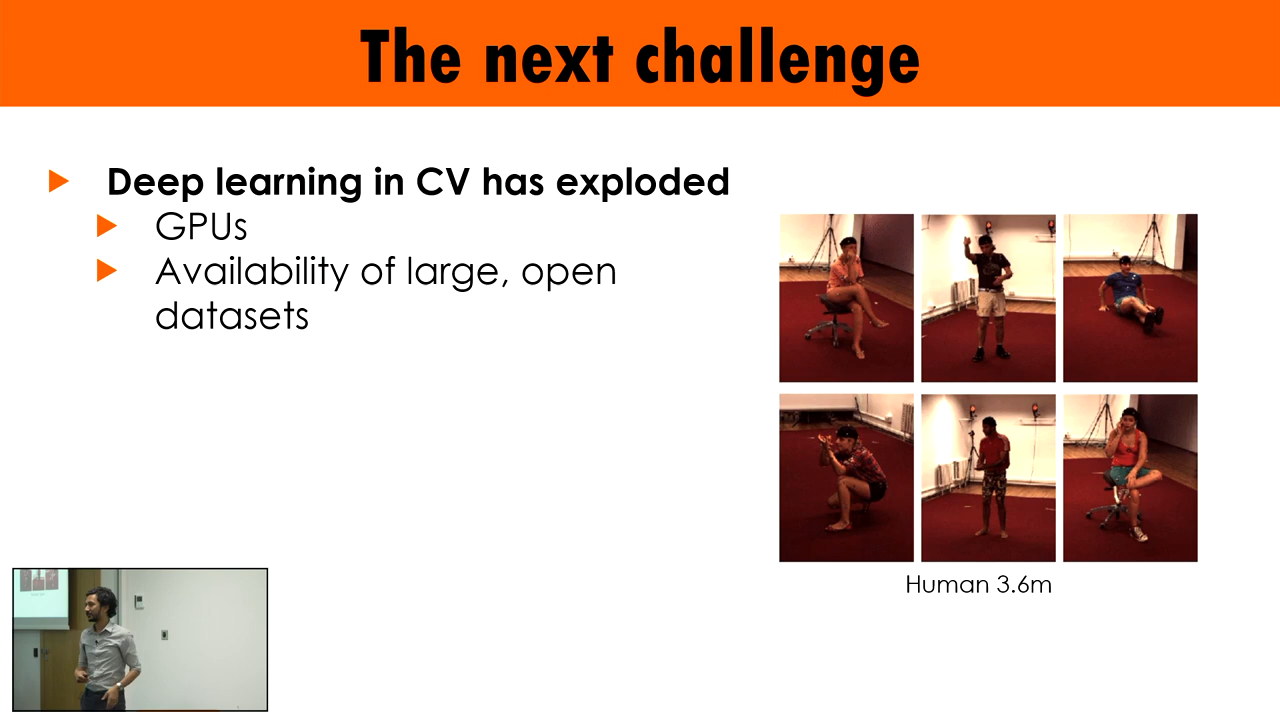 The next challenge
Deep learning in CV has exploded
GPUs
Availability of large, open
datasets
Human 3.6m